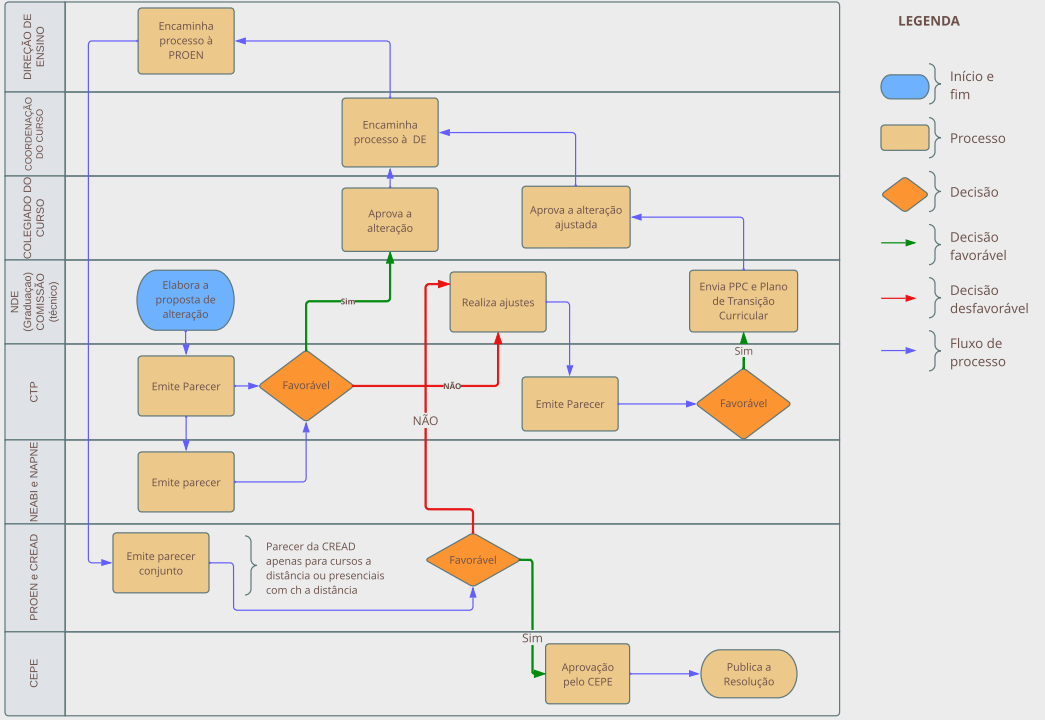 DIREÇÃO DE
ENSINO
Encaminha
processo à
PROEN
COORDENAÇÃO
DO CURSO
Encaminha
processo à DE
COLEGIADO DO
CURSO
Aprova a
alteração
Aprova a alteração
ajustada
NDE
(Graduação)
COMISSÃO
(técnico)
Elabora a
proposta de
alteração
Sim
Realiza ajustes
Envia PPC e Plano
de Transição
Curricular
Sim
CTP
Emite Parecer
Favorável
NÃO
Emite Parecer
Favorável
NÃO
NEABI e NAPNE
Emite parecer
PROEN e CREAD
Emite parecer
conjunto
Parecer da CREAD
apenas para cursos a
distância ou presenciais
com ch a distância
Favorável
Sim
CEPE
Aprovação
pelo CEPE
Publica a
Resolução
LEGENDA
Início e
fim
Processo
Decisão
Decisão
favorável
Decisão
desfavorável
Fluxo de
processo